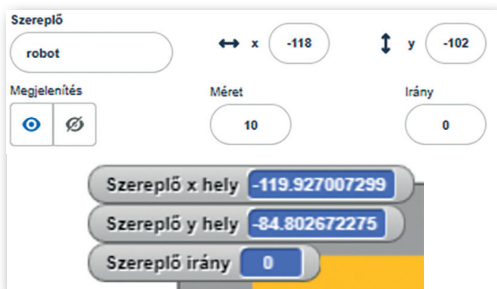 Szereplő
robot
x -118
y -102
Megjelenítés
Méret
Irány
10
0
Szereplő x hely -119.927007299
Szereplő y hely -84.802672275
Szereplő irány 0